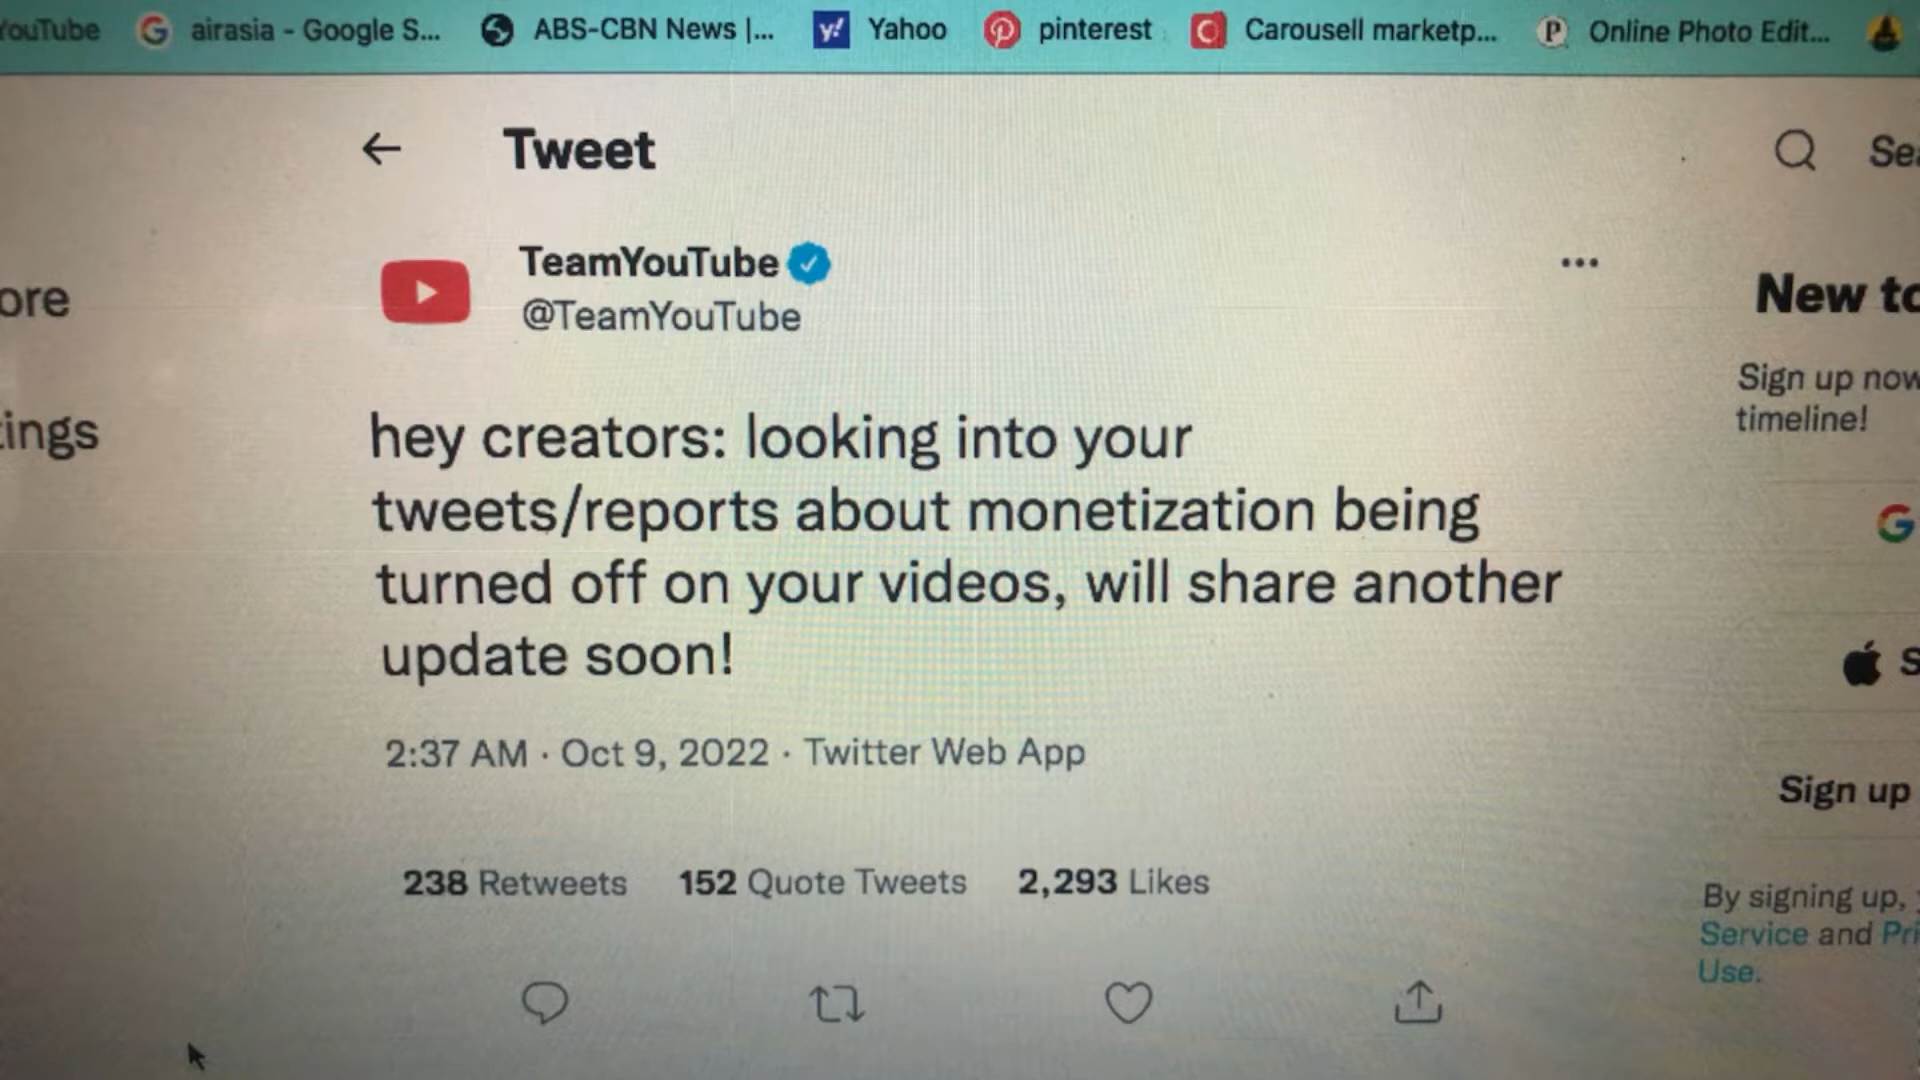 YouTube airasia - Google S... ABS-CBN News |... y! Yahoo pinterest Carousell marketp... P Online Photo Edit...
Tweet
Sea
TeamYouTube
@TeamYouTube
ore
New to
Sign up now
timeline!
tings
hey creators: looking into your
tweets/reports about monetization being
turned off on your videos, will share another
update soon!
G
S
2:37 AM · Oct 9, 2022 · Twitter Web App
Sign up
238 Retweets 152 Quote Tweets 2,293 Likes
By signing up, y
Service and Pri
Use.